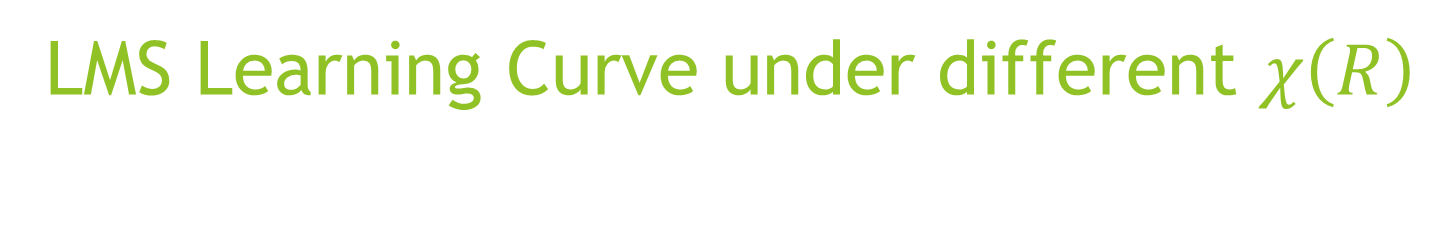 LMS Learning Curve under different χ(R)